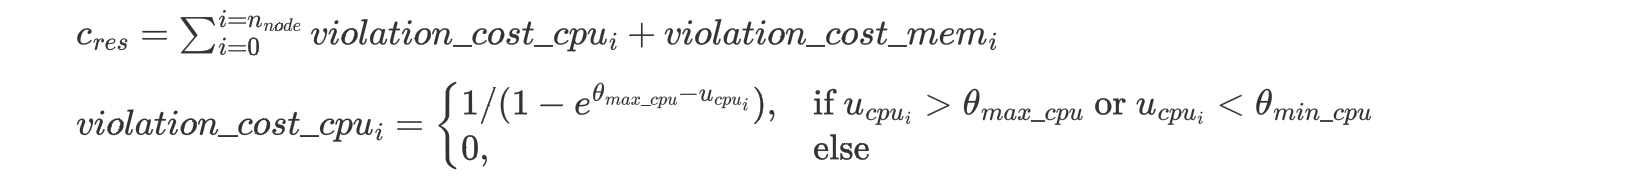 c_{res} = \sum_{i=0}^{i=n_{node}} violation\_cost\_cpu_i + violation\_cost\_mem_i
violation\_cost\_cpu_i = \begin{cases} 1/(1 - e^{\theta_{max\_cpu} - u_{cpu_i}}), & \text{if } u_{cpu_i} > \theta_{max\_cpu} \text{ or } u_{cpu_i} < \theta_{min\_cpu} \\ 0, & \text{else} \end{cases}